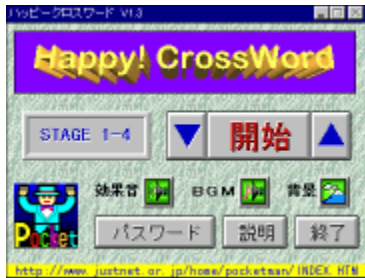 ハッピークロスワード V1.3
Happy! CrossWord
STAGE 1-4
開始
効果音 BGM 背景
Pocket
パスワード 説明 終了
http://www.justnet.or.jp/home/pocketman/INDEX.HTM